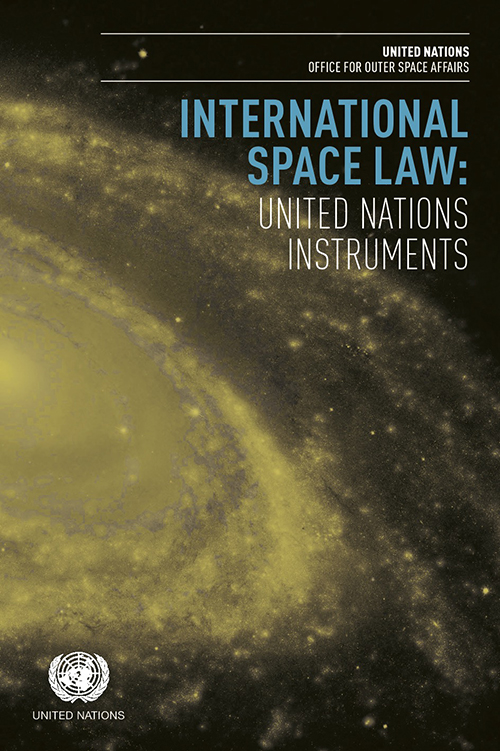 UNITED NATIONS
OFFICE FOR OUTER SPACE AFFAIRS
INTERNATIONAL
SPACE LAW:
UNITED NATIONS
INSTRUMENTS
UNITED NATIONS